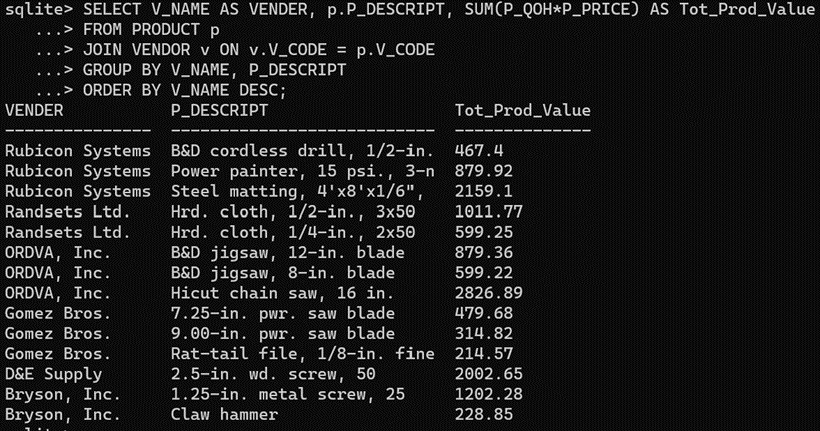 sqlite> SELECT V_NAME AS VENDER, p.P_DESCRIPT, SUM(P_QOH*P_PRICE) AS Tot_Prod_Value
...> FROM PRODUCT p
...> JOIN VENDOR v ON v.V_CODE = p.V_CODE
...> GROUP BY V_NAME, P_DESCRIPT
...> ORDER BY V_NAME DESC;
VENDER           P_DESCRIPT                  Tot_Prod_Value
---------------  --------------------------  --------------
Rubicon Systems  B&D cordless drill, 1/2-in.  467.4
Rubicon Systems  Power painter, 15 psi., 3-n  879.92
Rubicon Systems  Steel matting, 4'x8'x1/6",  2159.1
Randsets Ltd.    Hrd. cloth, 1/2-in., 3x50   1011.77
Randsets Ltd.    Hrd. cloth, 1/4-in., 2x50   599.25
ORDVA, Inc.      B&D jigsaw, 12-in. blade    879.36
ORDVA, Inc.      B&D jigsaw, 8-in. blade     599.22
ORDVA, Inc.      Hicut chain saw, 16 in.     2826.89
Gomez Bros.      7.25-in. pwr. saw blade     479.68
Gomez Bros.      9.00-in. pwr. saw blade     314.82
Gomez Bros.      Rat-tail file, 1/8-in. fine  214.57
D&E Supply       2.5-in. wd. screw, 50       2002.65
Bryson, Inc.     1.25-in. metal screw, 25    1202.28
Bryson, Inc.     Claw hammer                 228.85